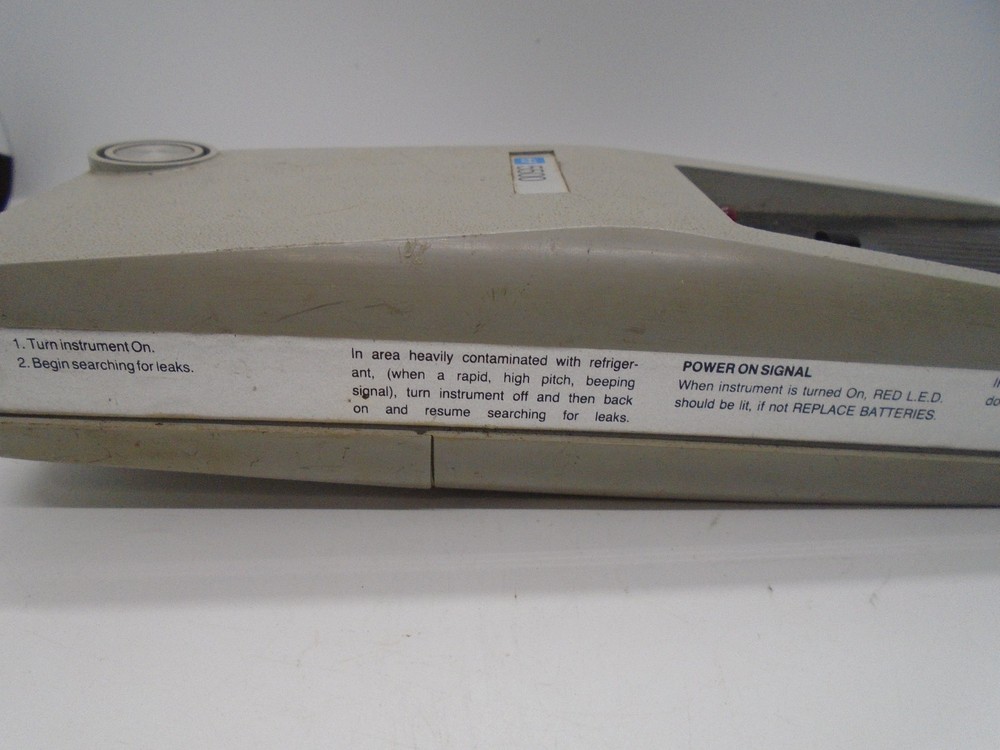 5500
1. Turn instrument On.
2. Begin searching for leaks.
In area heavily contaminated with refriger-
ant, (when a rapid, high pitch, beeping
signal), turn instrument off and then back
on and resume searching for leaks.
POWER ON SIGNAL
When instrument is turned On, RED L.E.D.
should be lit, if not REPLACE BATTERIES.